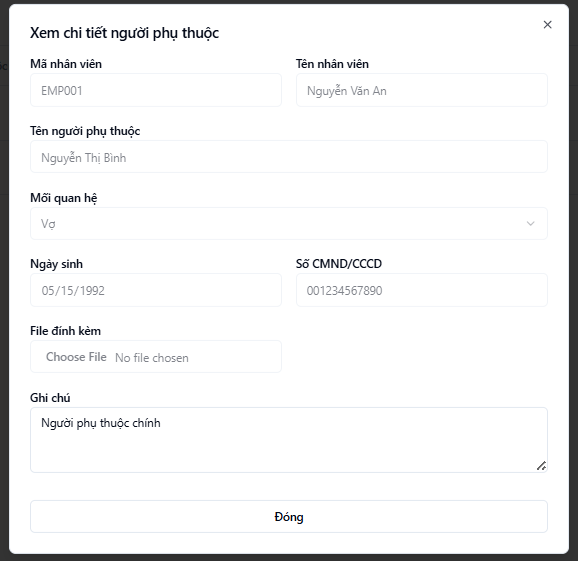 Xem chi tiết người phụ thuộc
Mã nhân viên
Tên nhân viên
EMP001
Nguyễn Văn An
Tên người phụ thuộc
Nguyễn Thị Bình
Mối quan hệ
Vợ
Ngày sinh
Số CMND/CCCD
05/15/1992
001234567890
File đính kèm
Choose File No file chosen
Ghi chú
Người phụ thuộc chính
Đóng